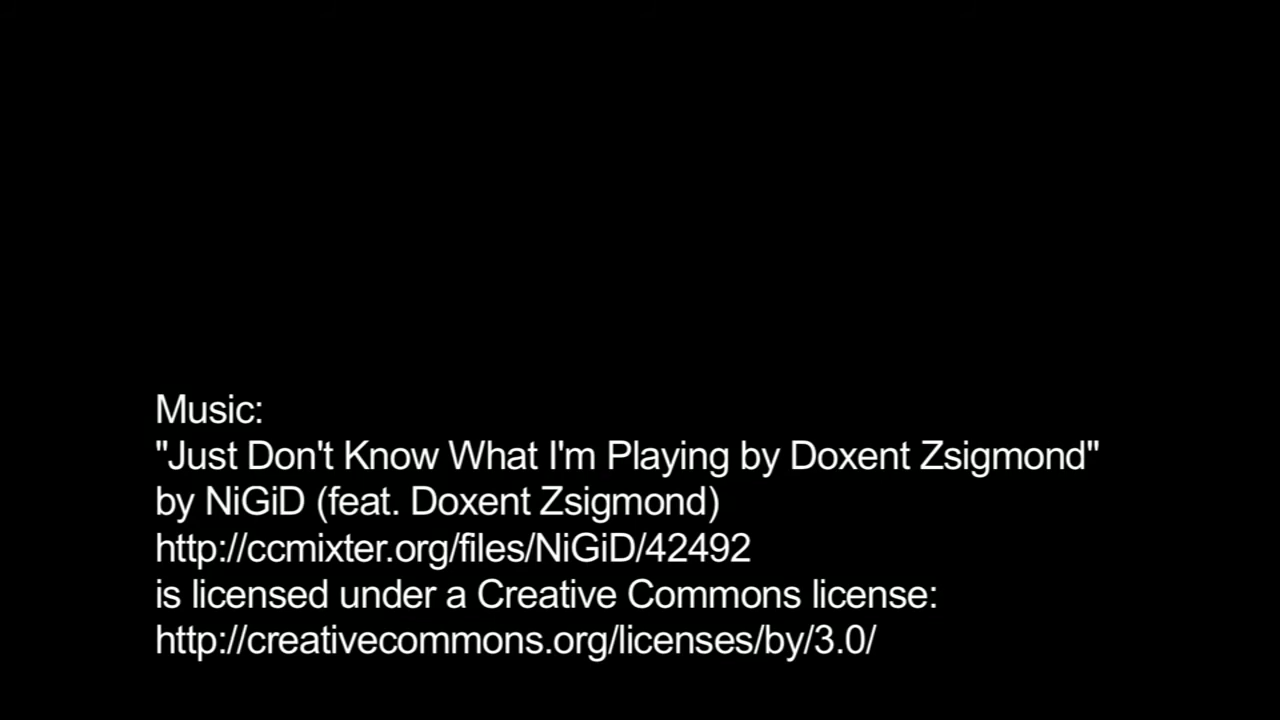 Music:
"Just Don't Know What I'm Playing by Doxent Zsigmond"
by NiGiD (feat. Doxent Zsigmond)
http://ccmixter.org/files/NiGiD/42492
is licensed under a Creative Commons license:
http://creativecommons.org/licenses/by/3.0/